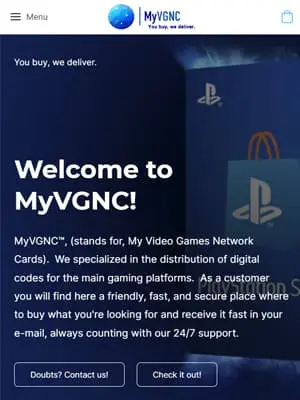 Menu
MyVGNC
You buy, we deliver.
You buy, we deliver.
Welcome to
MyVGNC!
MyVGNC™, (stands for, My Video Games Network
Cards).  We specialized in the distribution of digital
codes for the main gaming platforms.  As a customer
you will find here a friendly, fast, and secure place where
to buy what you're looking for and receive it fast in your
e-mail, always counting with our 24/7 support.
PlayStation S
Doubts? Contact us!
Check it out!